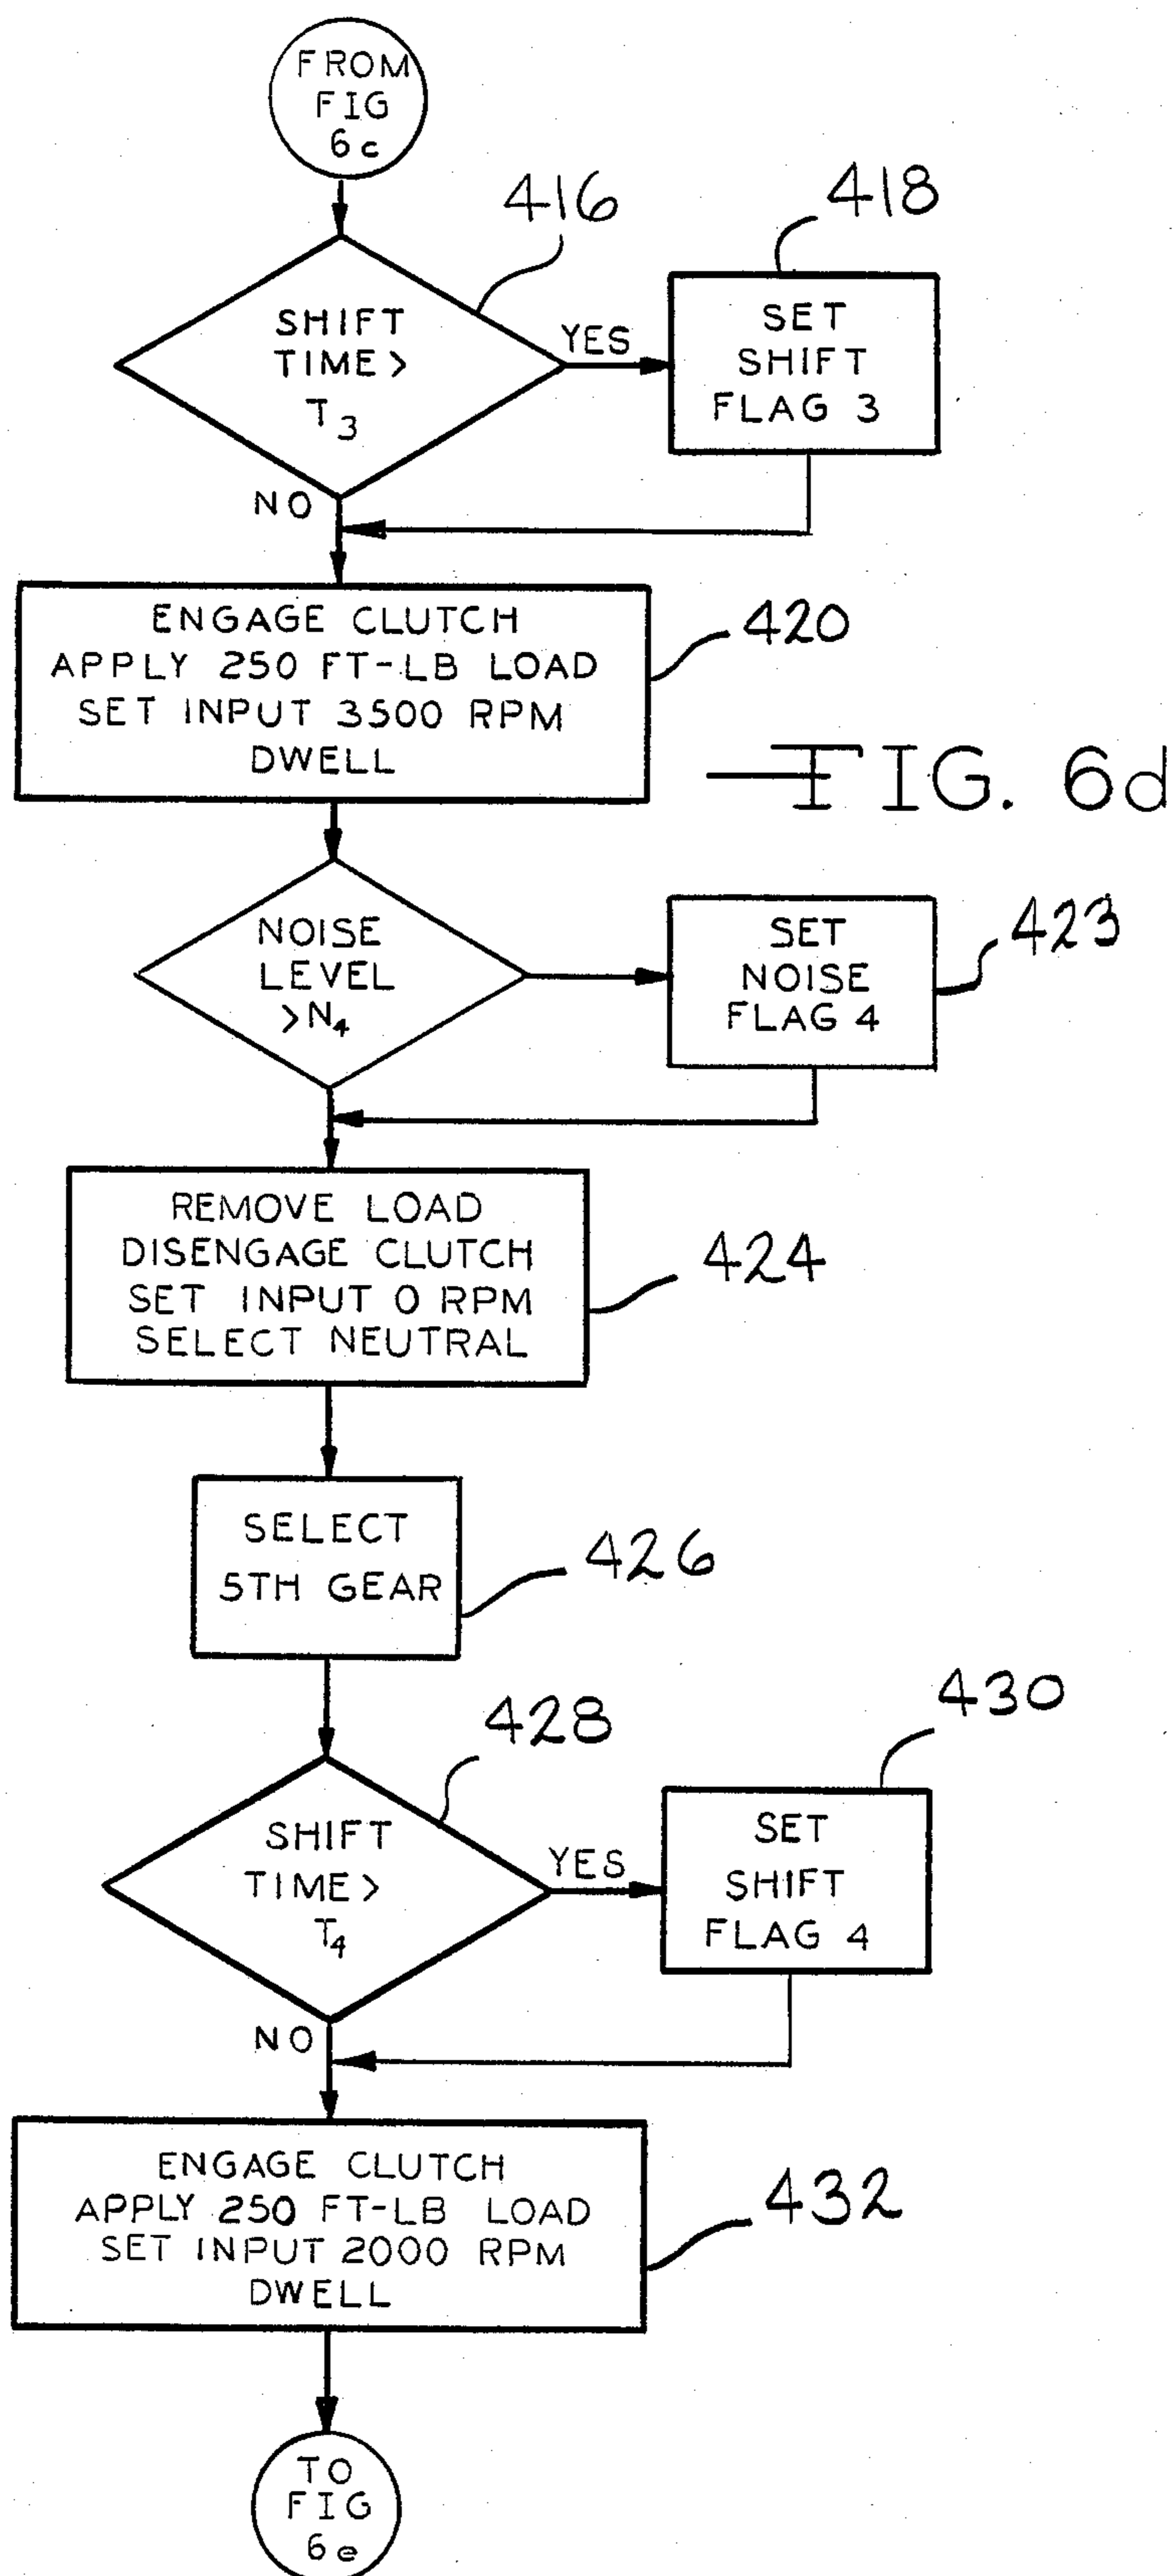 FROM
FIG
6c
416
418
SHIFT
TIME >
T3
YES
SET
SHIFT
FLAG 3
NO
ENGAGE CLUTCH
APPLY 250 FT-LB LOAD
SET INPUT 3500 RPM
DWELL
420
FIG. 6d
NOISE
LEVEL
>N4
SET
NOISE
FLAG 4
423
REMOVE LOAD
DISENGAGE CLUTCH
SET INPUT 0 RPM
SELECT NEUTRAL
424
SELECT
5TH GEAR
426
428
430
SHIFT
TIME >
T4
YES
SET
SHIFT
FLAG 4
NO
ENGAGE CLUTCH
APPLY 250 FT-LB LOAD
SET INPUT 2000 RPM
DWELL
432
TO
FIG
6e